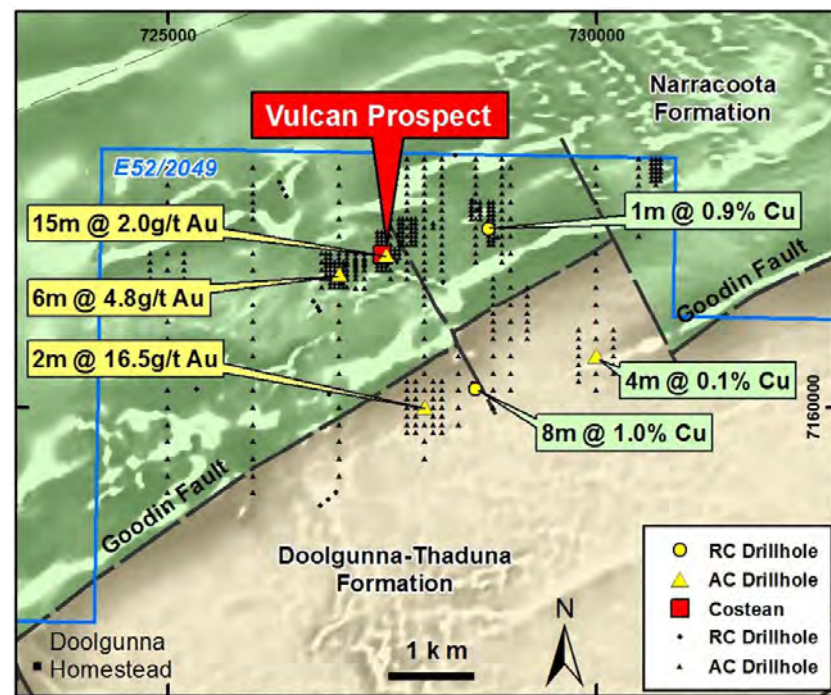 725000
730000
Narracoota
Formation
Vulcan Prospect
E52/2049
15m @ 2.0g/t Au
1m @ 0.9% Cu
6m @ 4.8g/t Au
Goodin Fault
2m @ 16.5g/t Au
4m @ 0.1% Cu
7160000
8m @ 1.0% Cu
Goodin Fault
Doolgunna-Thaduna
Formation
RC Drillhole
AC Drillhole
Costean
RC Drillhole
AC Drillhole
N
1 km
Doolgunna
Homestead